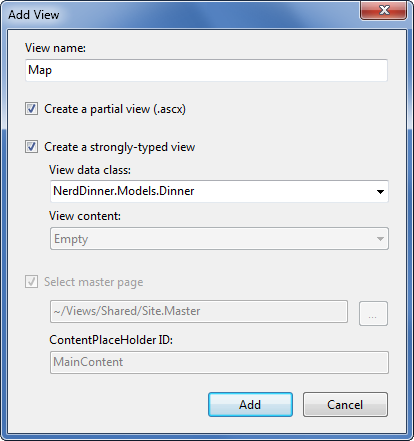 Add View
View name:
Map
Create a partial view (.ascx)
Create a strongly-typed view
View data class:
NerdDinner.Models.Dinner
View content:
Empty
Select master page
~/Views/Shared/Site.Master
...
ContentPlaceHolder ID:
MainContent
Add Cancel